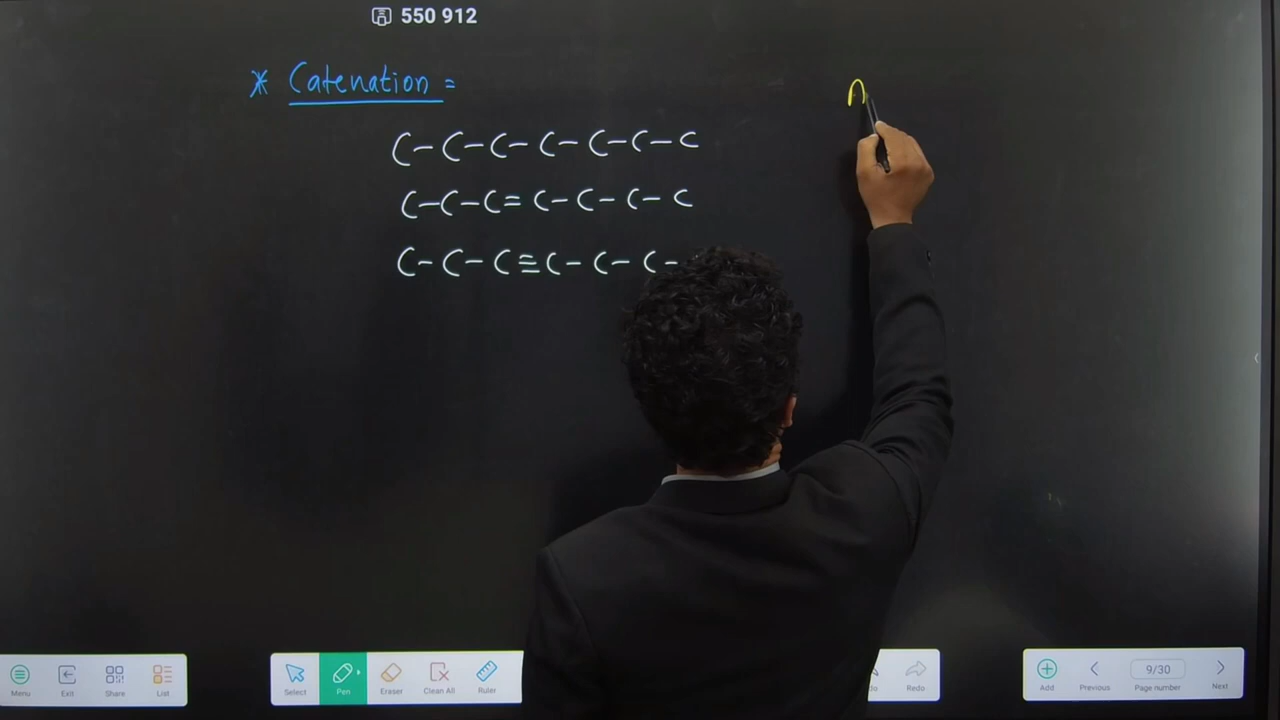 550 912
* Catenation =
C-C-C-C-C-C-C
C-C-C=C-C-C-C
C-C-C≡C-C-C-
Menu Exit Share List Select Pen Eraser Clean All Ruler Redo Add Previous 9/30 Page number Next